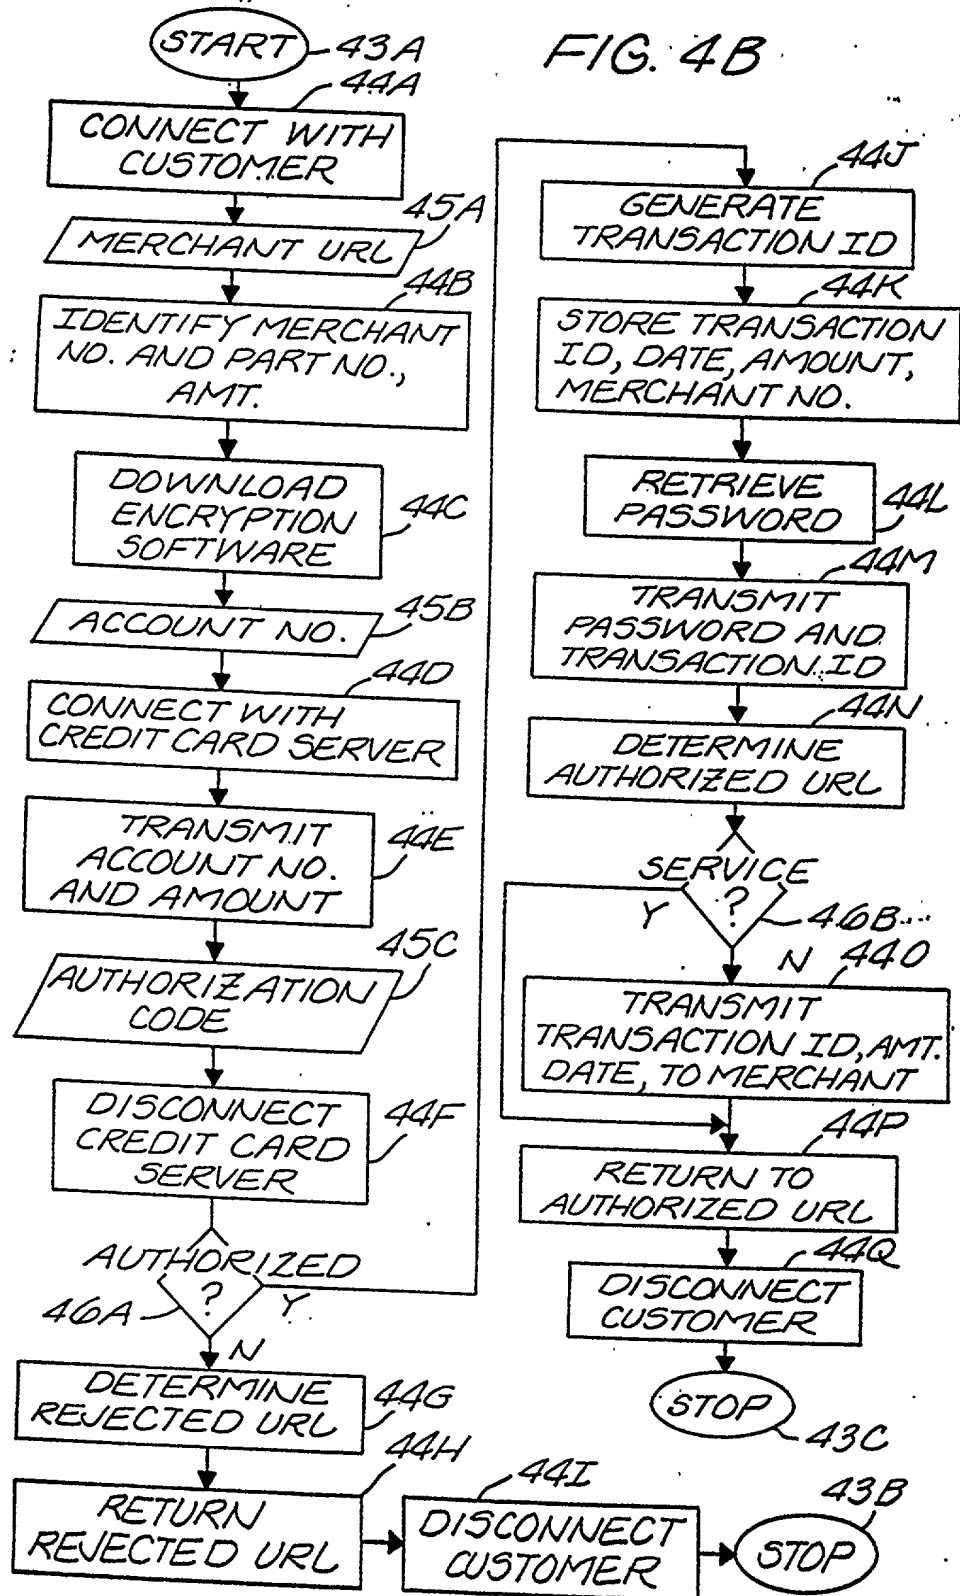 FIG. 4B
START
43A
44A
CONNECT WITH
CUSTOMER
45A
MERCHANT URL
44B
IDENTIFY MERCHANT
NO. AND PART NO.,
AMT.
DOWNLOAD
ENCRYPTION
SOFTWARE
44C
45B
ACCOUNT NO.
44D
CONNECT WITH
CREDIT CARD SERVER
TRANSMIT
ACCOUNT NO.
AND AMOUNT
44E
45C
AUTHORIZATION
CODE
DISCONNECT
CREDIT CARD
SERVER
44F
AUTHORIZED
?
46A
Y
N
DETERMINE
REJECTED URL
44G
44H
RETURN
REJECTED URL
44I
DISCONNECT
CUSTOMER
43B
STOP
44J
GENERATE
TRANSACTION ID
44K
STORE TRANSACTION
ID, DATE, AMOUNT,
MERCHANT NO.
RETRIEVE
PASSWORD
44L
44M
TRANSMIT
PASSWORD AND
TRANSACTION ID
44N
DETERMINE
AUTHORIZED URL
SERVICE
?
Y
46B
N
44O
TRANSMIT
TRANSACTION ID, AMT.
DATE, TO MERCHANT
44P
RETURN TO
AUTHORIZED URL
44Q
DISCONNECT
CUSTOMER
STOP
43C